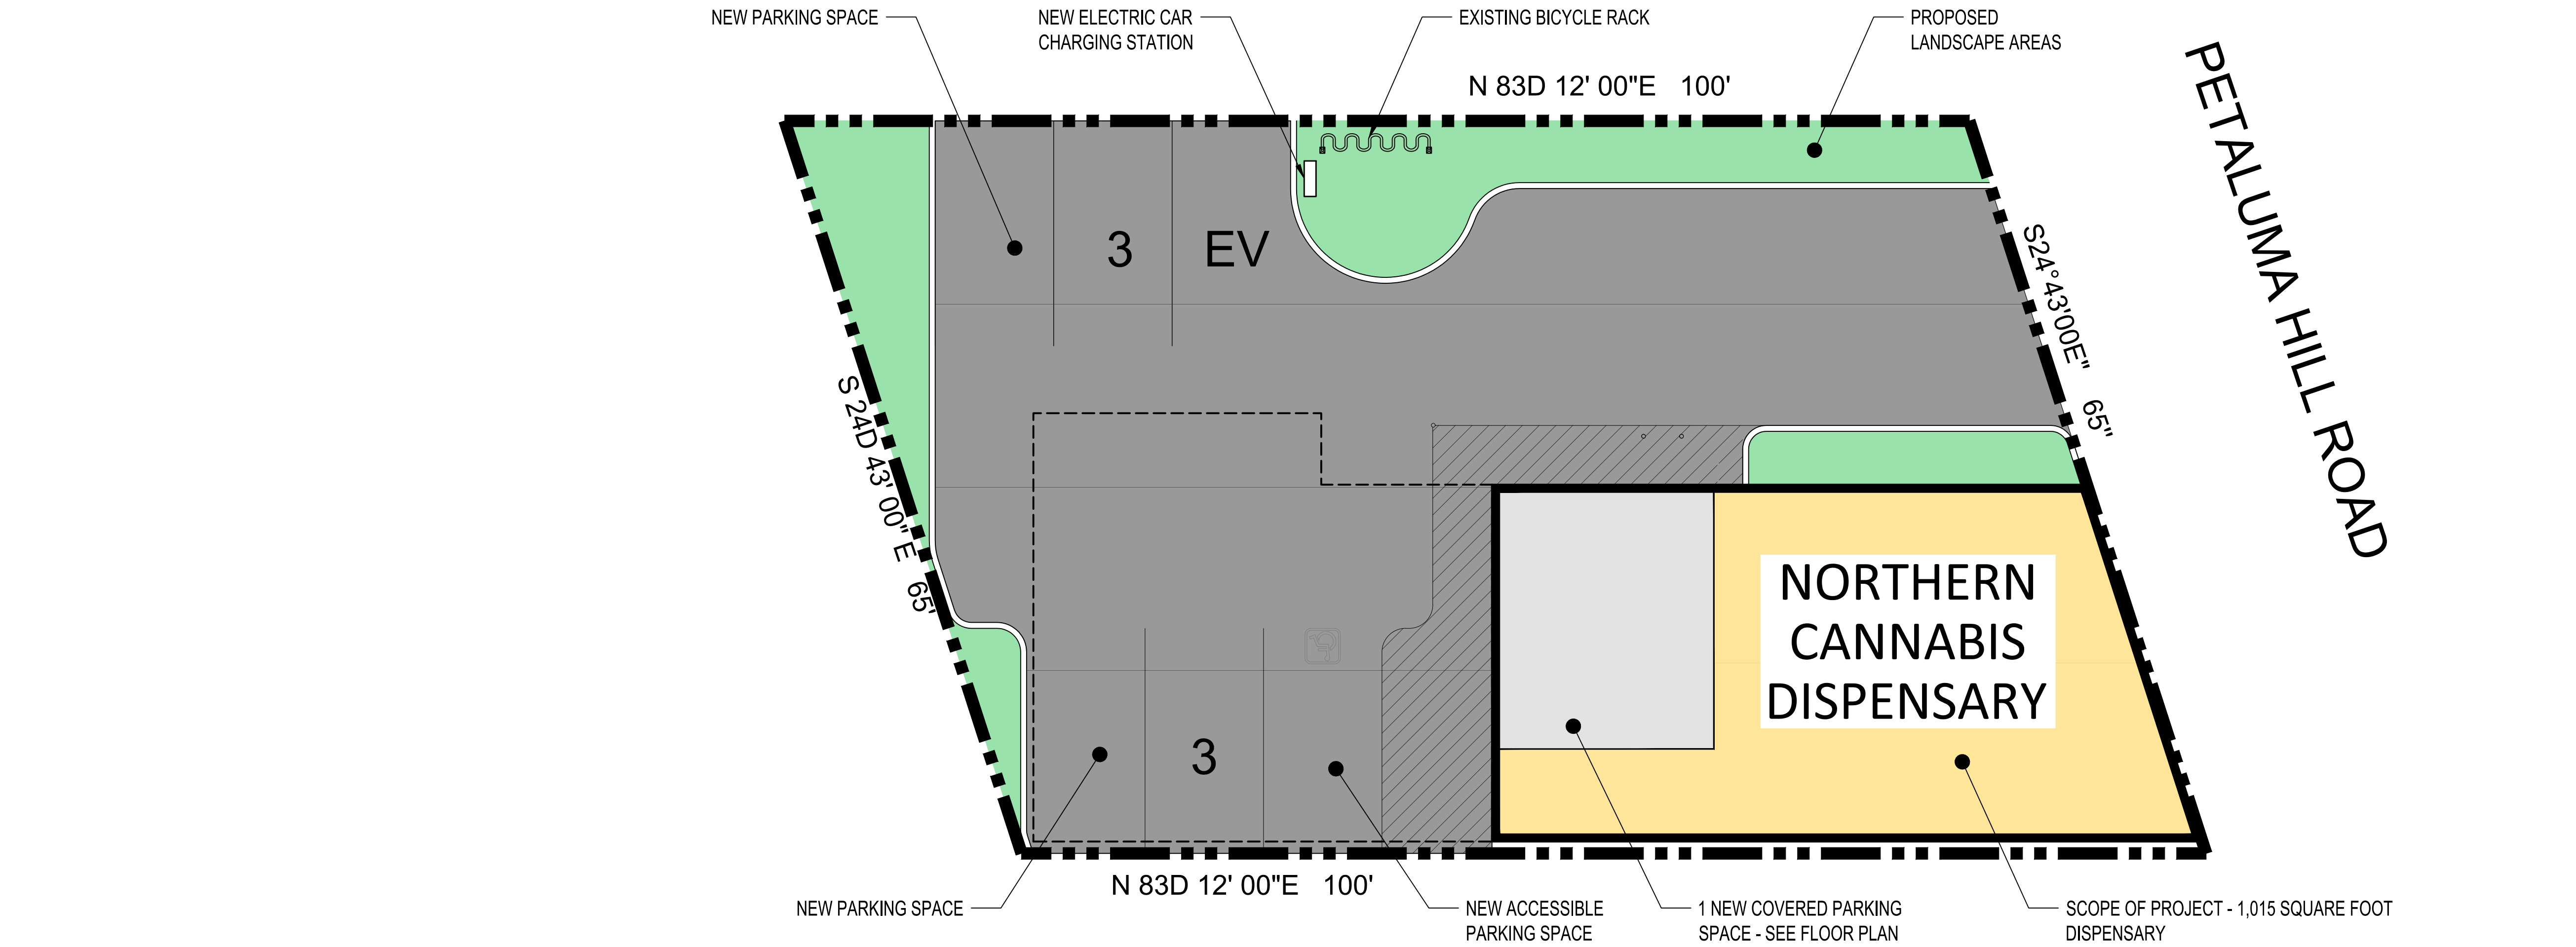 NEW PARKING SPACE
NEW ELECTRIC CAR
CHARGING STATION
EXISTING BICYCLE RACK
PROPOSED
LANDSCAPE AREAS
N 83D 12' 00"E 100'
PETALUMA HILL ROAD
3
EV
S24°43'00E" 65"
S 24D 43' 00" E 65'
NORTHERN
CANNABIS
DISPENSARY
3
N 83D 12' 00"E 100'
NEW PARKING SPACE
NEW ACCESSIBLE
PARKING SPACE
1 NEW COVERED PARKING
SPACE - SEE FLOOR PLAN
SCOPE OF PROJECT - 1,015 SQUARE FOOT
DISPENSARY